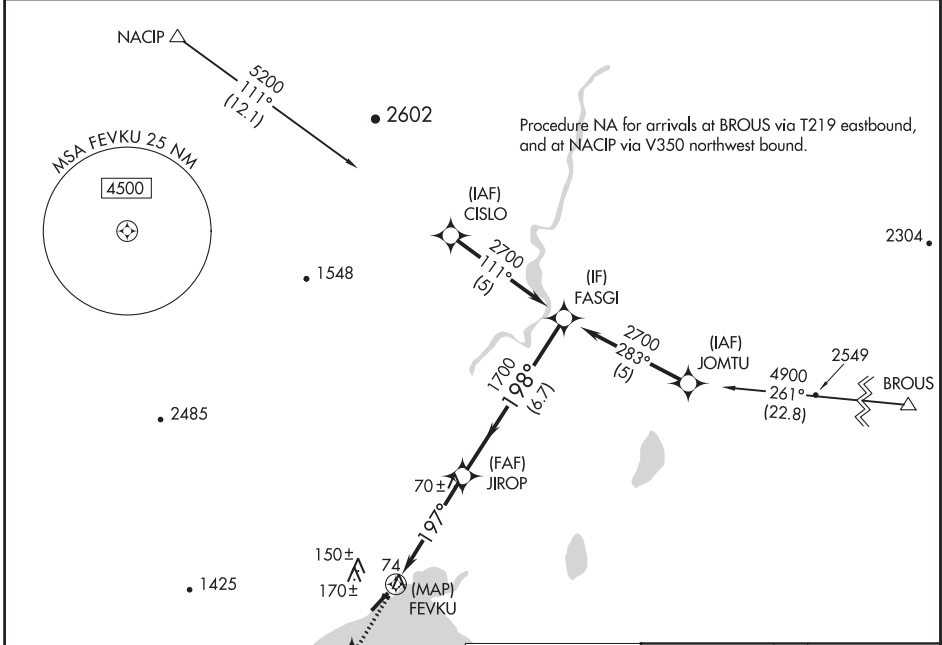 NACIP
5200
111°
(12.1)
2602
Procedure NA for arrivals at BROUS via T219 eastbound,
and at NACIP via V350 northwest bound.
MSA FEVKU 25 NM
4500
(IAF)
CISLO
2304
2700
111°
(5)
1548
(IF)
FASGI
2700
283°
(5)
(IAF)
JOMTU
2549
4900
261°
(22.8)
BROUS
1700
198°
(6.7)
2485
(FAF)
JIROP
70±
197°
150±
74
170±
(MAP)
FEVKU
1425